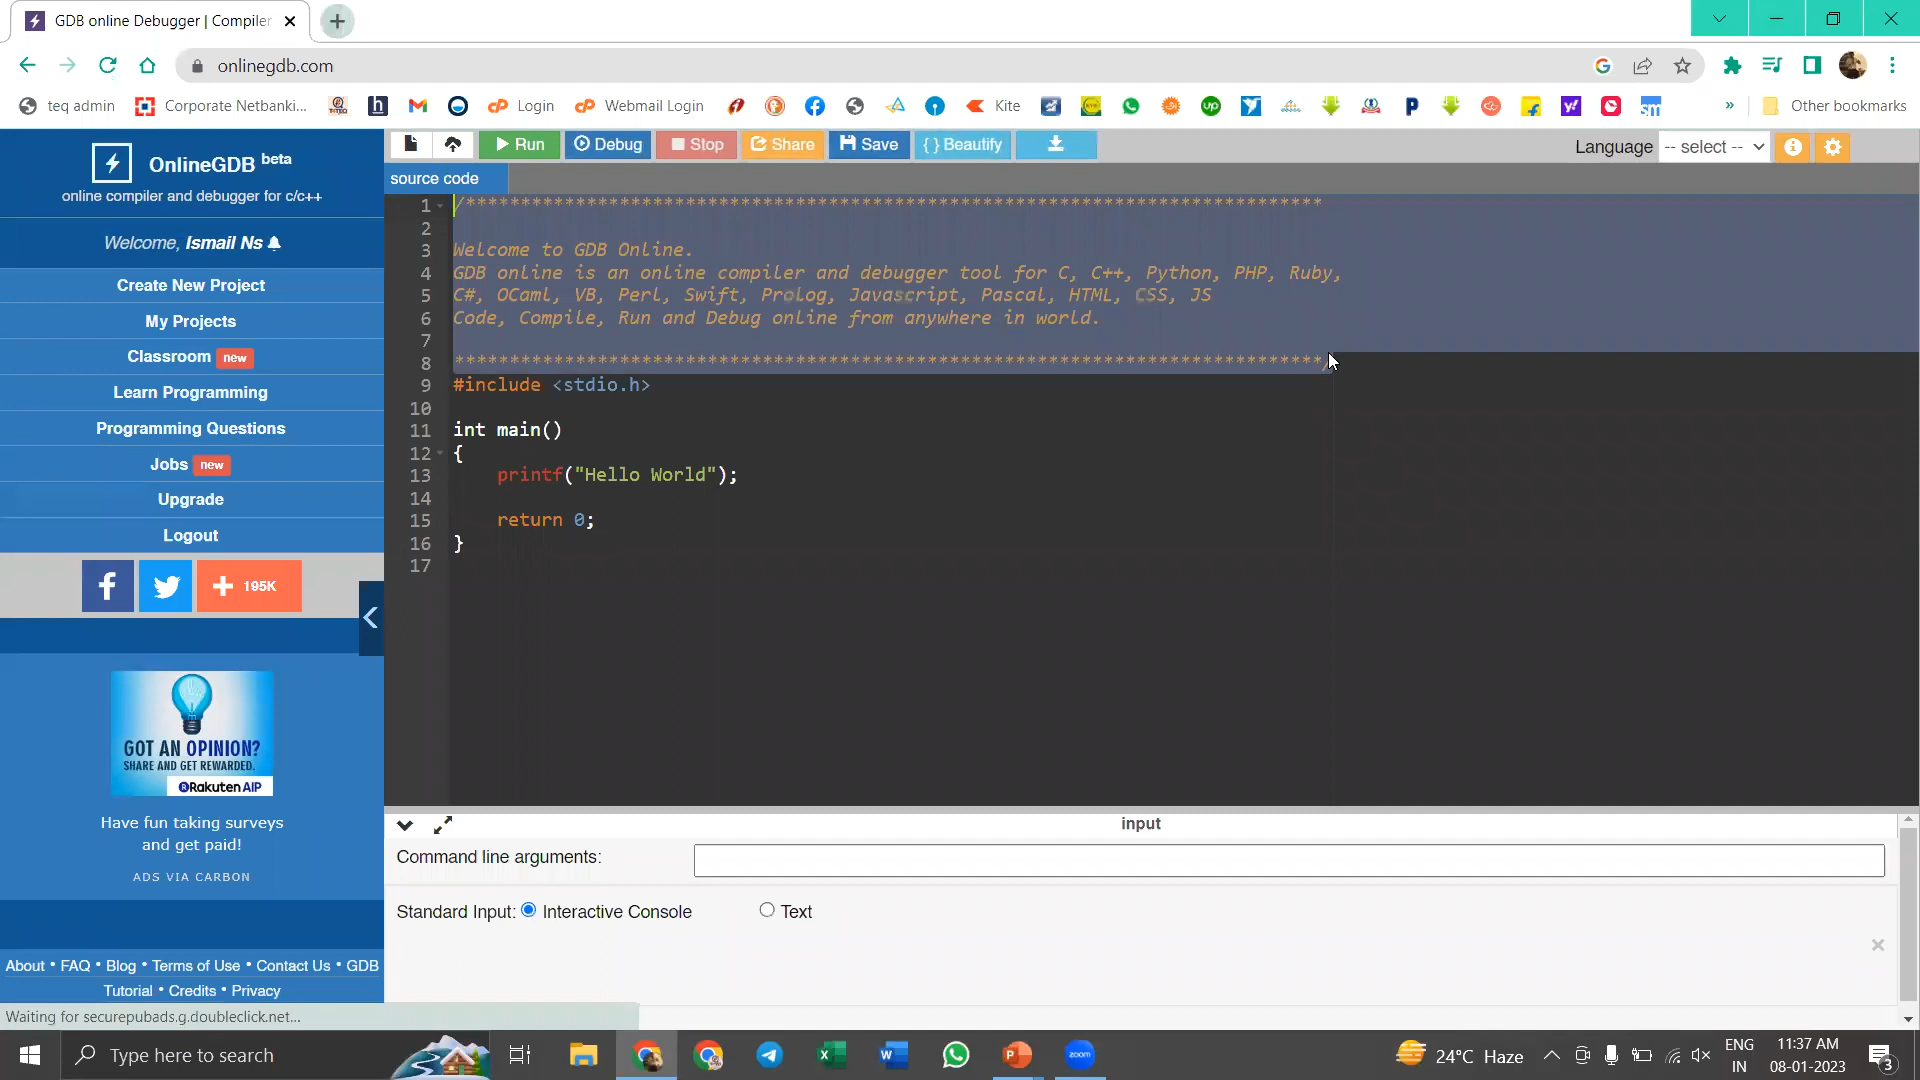 GDB online Debugger | Compiler
onlinegdb.com
teq admin
Corporate Netbanki...
Login
Webmail Login
Kite
Other bookmarks
OnlineGDB beta
online compiler and debugger for c/c++
Welcome, Ismail Ns
Create New Project
My Projects
Classroom new
Learn Programming
Programming Questions
Jobs new
Upgrade
Logout
195K
GOT AN OPINION?
SHARE AND GET REWARDED.
Rakuten AIP
Have fun taking surveys
and get paid!
ADS VIA CARBON
About • FAQ • Blog • Terms of Use • Contact Us • GDB
Tutorial • Credits • Privacy
Waiting for securepubads.g.doubleclick.net...
Run Debug Stop Share Save { } Beautify
Language -- select --
source code
1 /******************************************************************************
2
3 Welcome to GDB Online.
4 GDB online is an online compiler and debugger tool for C, C++, Python, PHP, Ruby,
5 C#, OCaml, VB, Perl, Swift, Prolog, Javascript, Pascal, HTML, CSS, JS
6 Code, Compile, Run and Debug online from anywhere in world.
7
8 *******************************************************************************/
9 #include <stdio.h>
10
11 int main()
12 {
13     printf("Hello World");
14
15     return 0;
16 }
17
input
Command line arguments:
Standard Input: Interactive Console Text
Type here to search
24°C Haze
ENG
IN
11:37 AM
08-01-2023
3